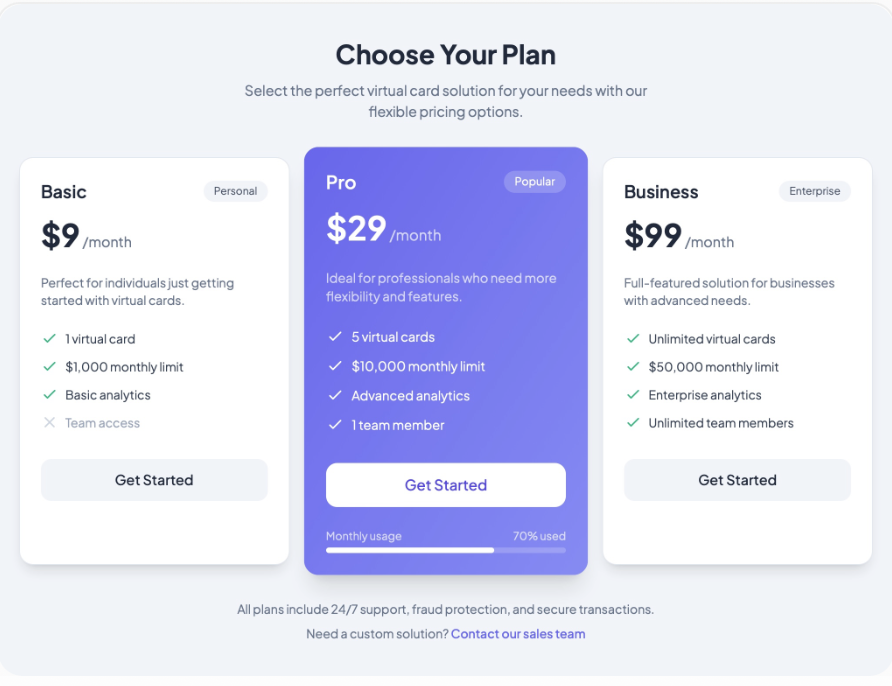 Choose Your Plan
Select the perfect virtual card solution for your needs with our
flexible pricing options.
Basic
Personal
$9 /month
Perfect for individuals just getting
started with virtual cards.
1 virtual card
$1,000 monthly limit
Basic analytics
Team access
Get Started
Pro
Popular
$29 /month
Ideal for professionals who need more
flexibility and features.
5 virtual cards
$10,000 monthly limit
Advanced analytics
1 team member
Get Started
Monthly usage
70% used
Business
Enterprise
$99 /month
Full-featured solution for businesses
with advanced needs.
Unlimited virtual cards
$50,000 monthly limit
Enterprise analytics
Unlimited team members
Get Started
All plans include 24/7 support, fraud protection, and secure transactions.
Need a custom solution? Contact our sales team